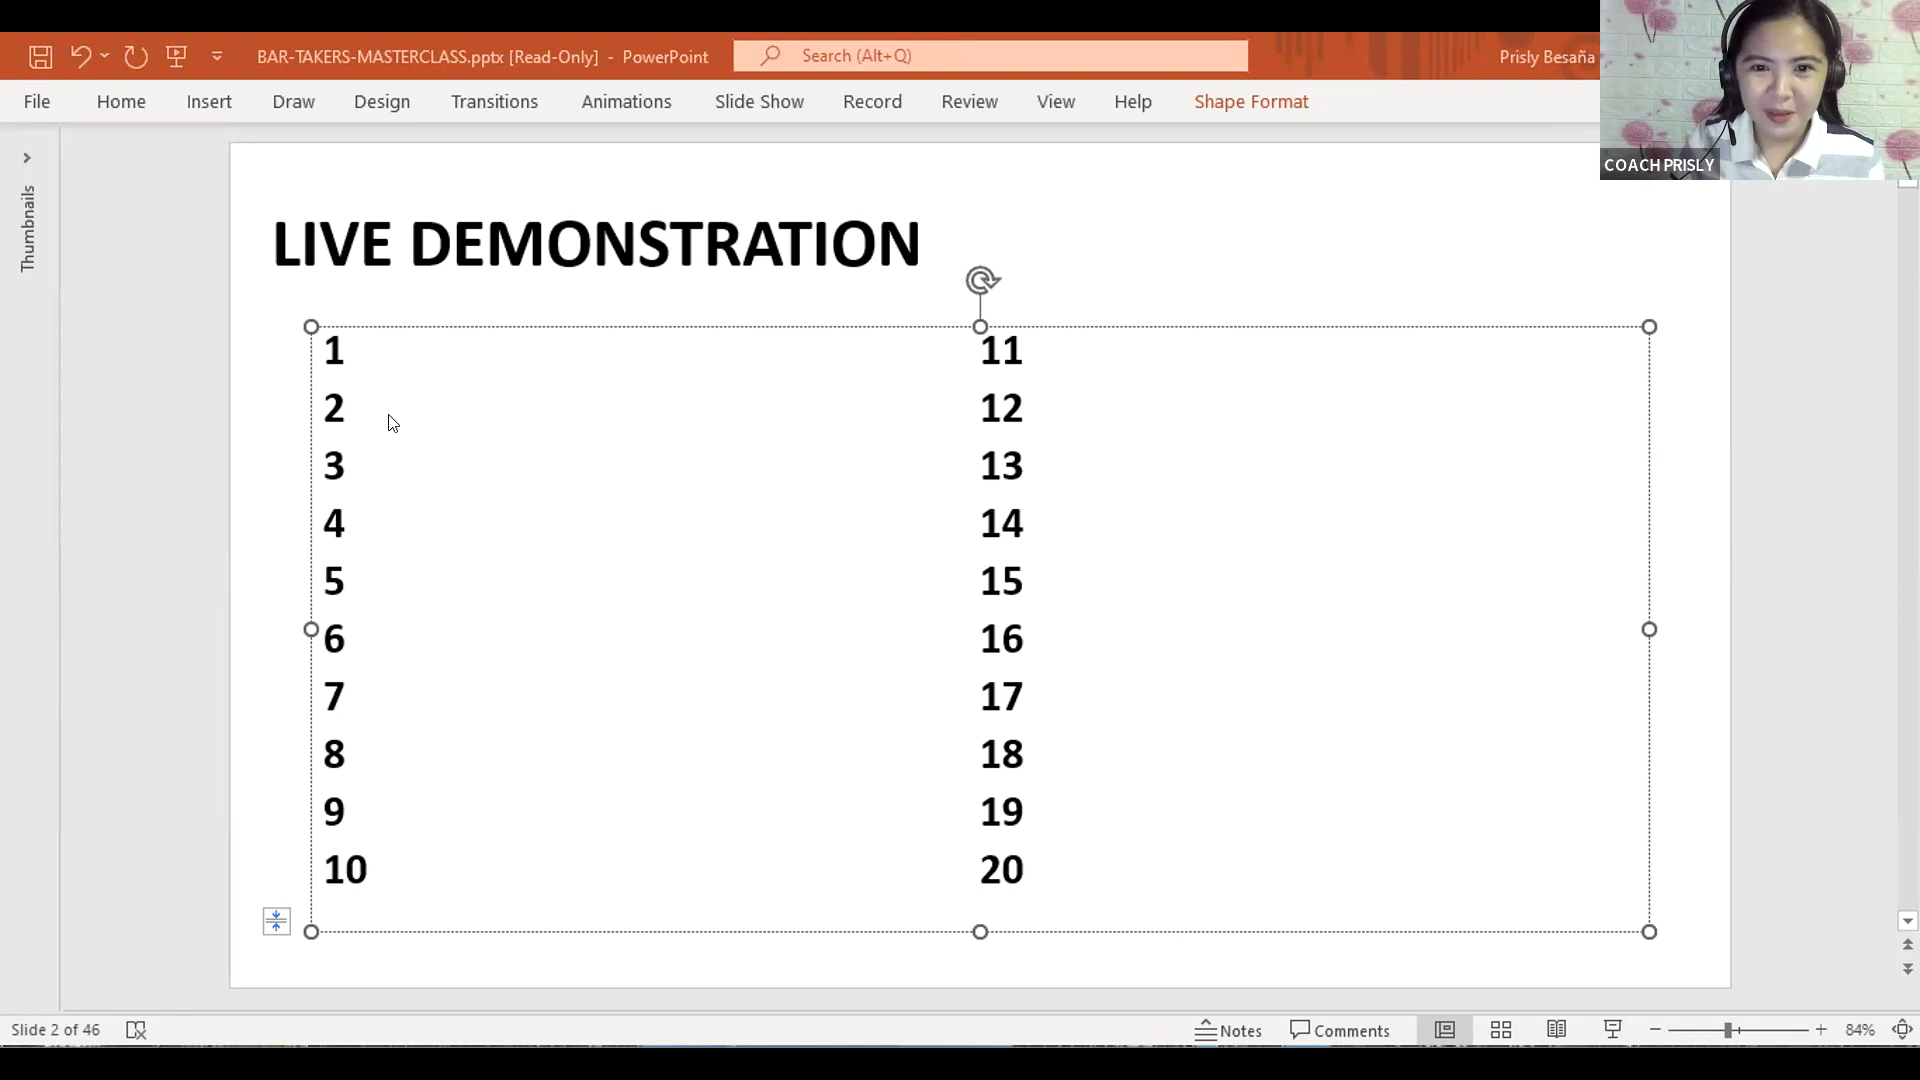 BAR-TAKERS-MASTERCLASS.pptx [Read-Only] - PowerPoint
Search (Alt+Q)
Prisly Besaña
File
Home
Insert
Draw
Design
Transitions
Animations
Slide Show
Record
Review
View
Help
Shape Format
COACH PRISLY
Thumbnails
LIVE DEMONSTRATION
1
2
3
4
5
6
7
8
9
10
11
12
13
14
15
16
17
18
19
20
Slide 2 of 46
Notes
Comments
84%